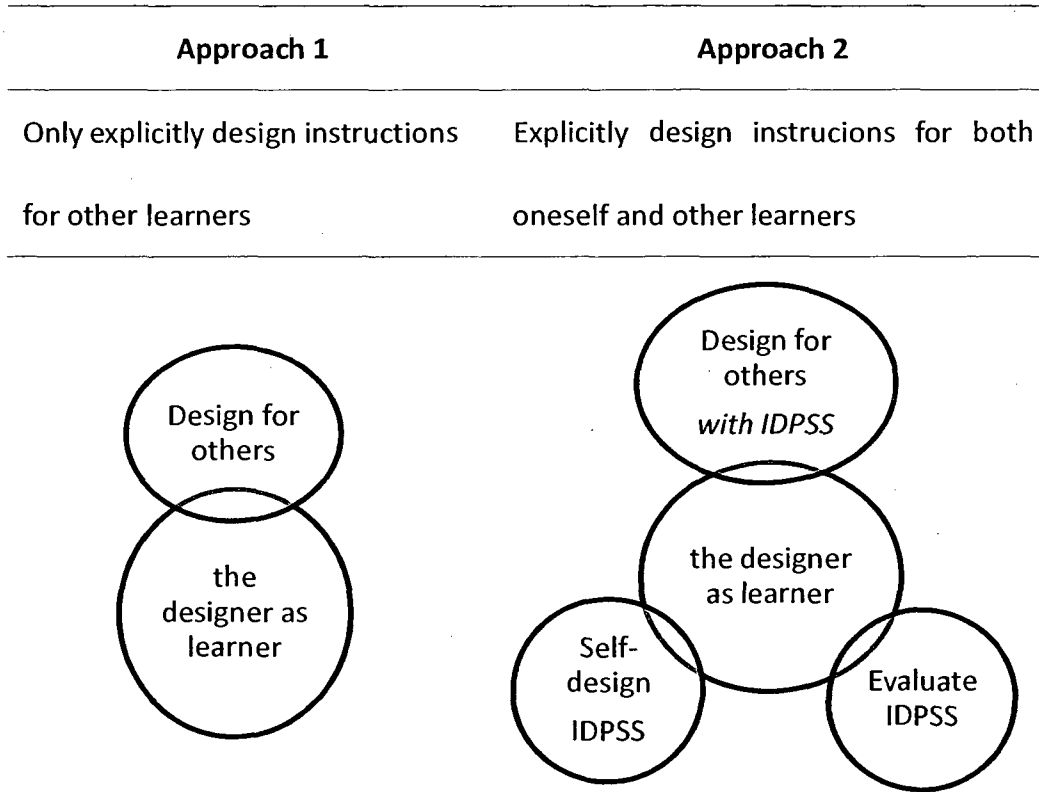 Approach 1
Approach 2
Only explicitly design instructions
for other learners
Explicitly design instrucions for both
oneself and other learners
Design for
others
the
designer as
learner
Design for
others
with IDPSS
the designer
as learner
Self-
design
IDPSS
Evaluate
IDPSS